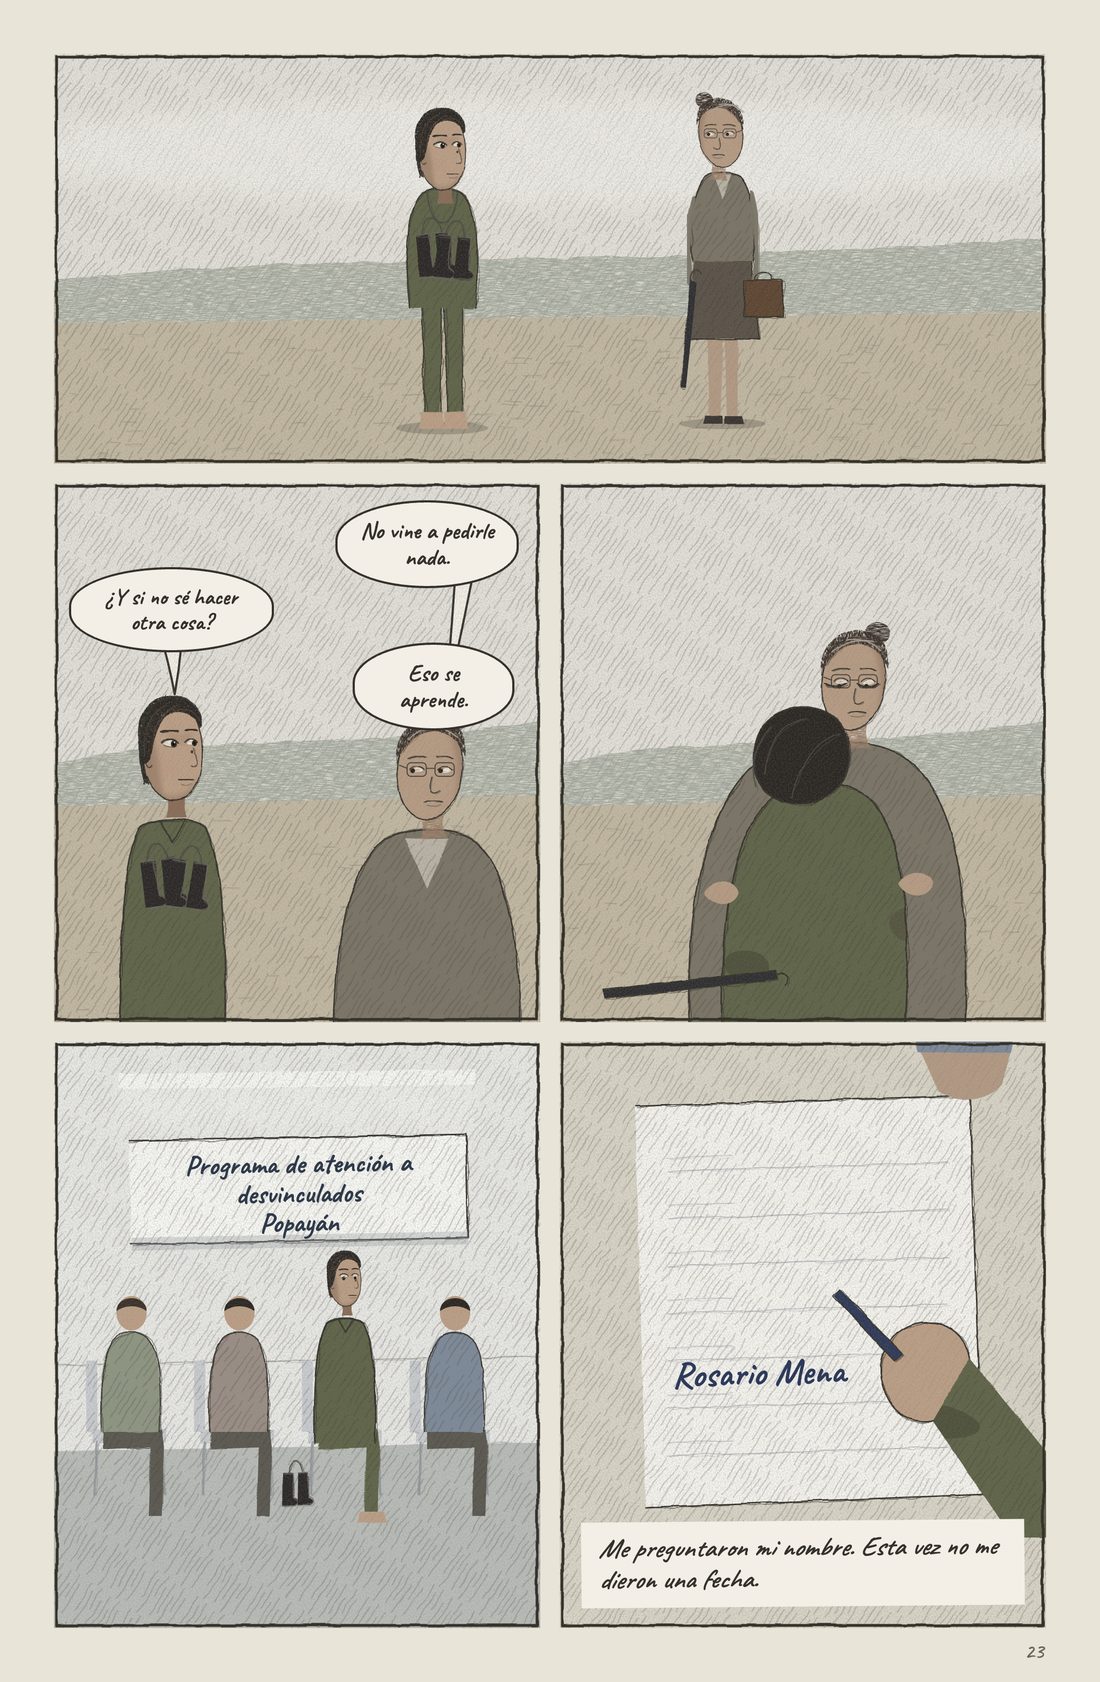 ¿Y si no sé hacer
otra cosa?
No vine a pedirle
nada.
Eso se
aprende.
Programa de atención a
desvinculados
Popayán
Rosario Mena
Me preguntaron mi nombre. Esta vez no me
dieron una fecha.
23